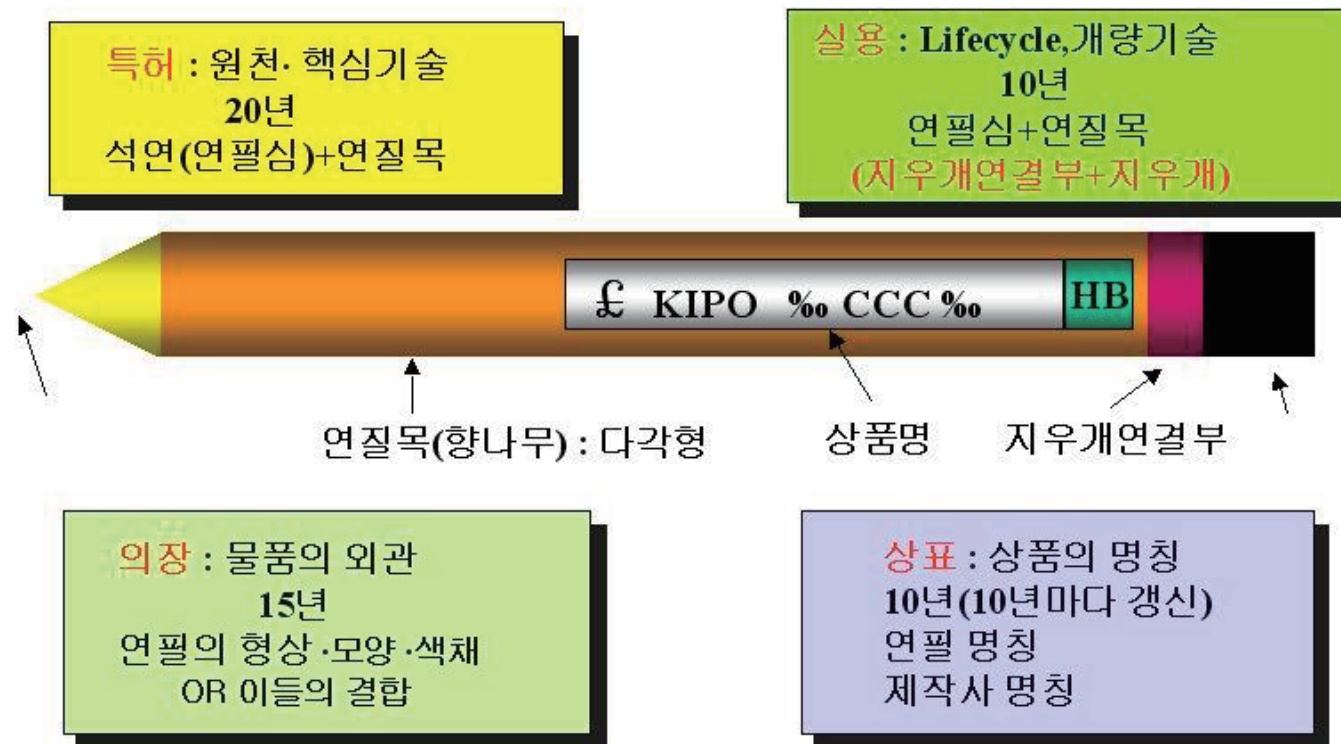 특허 : 원천· 핵심기술
20년
석연(연필심)+연질목
실용 : Lifecycle,개량기술
10년
연필심+연질목
(지우개연결부+지우개)
£ KIPO ‰ CCC ‰ HB
연질목(향나무) : 다각형
상품명
지우개연결부
의장 : 물품의 외관
15년
연필의 형상 ·모양 ·색채
OR 이들의 결합
상표 : 상품의 명칭
10년(10년마다 갱신)
연필 명칭
제작사 명칭